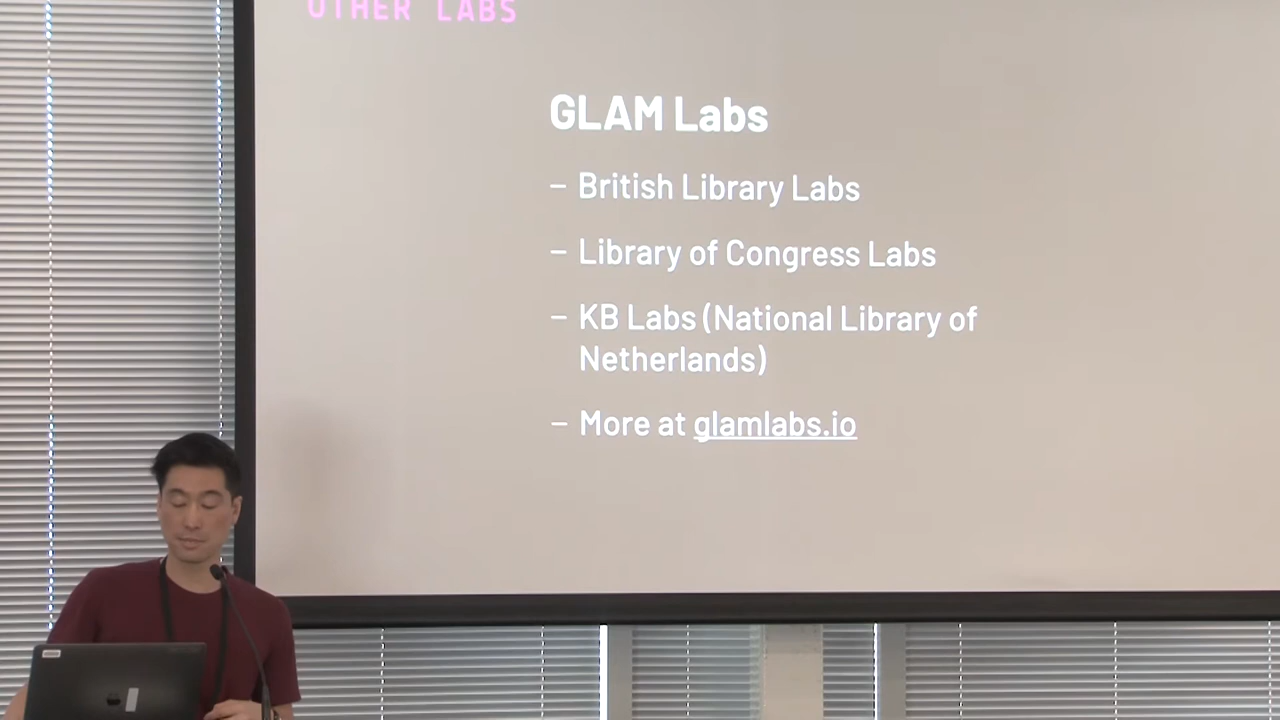 OTHER LABS
GLAM Labs
– British Library Labs
– Library of Congress Labs
– KB Labs (National Library of
Netherlands)
– More at glamlabs.io